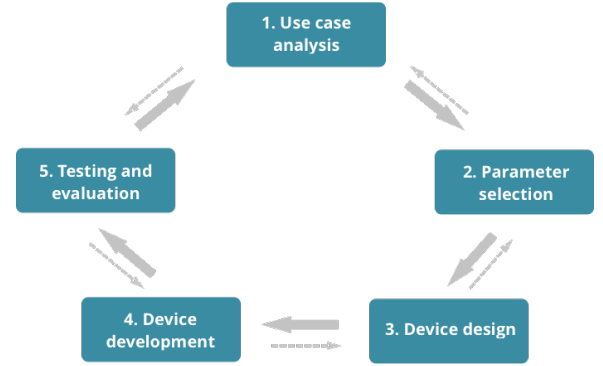 1. Use case
analysis
2. Parameter
selection
3. Device design
4. Device
development
5. Testing and
evaluation